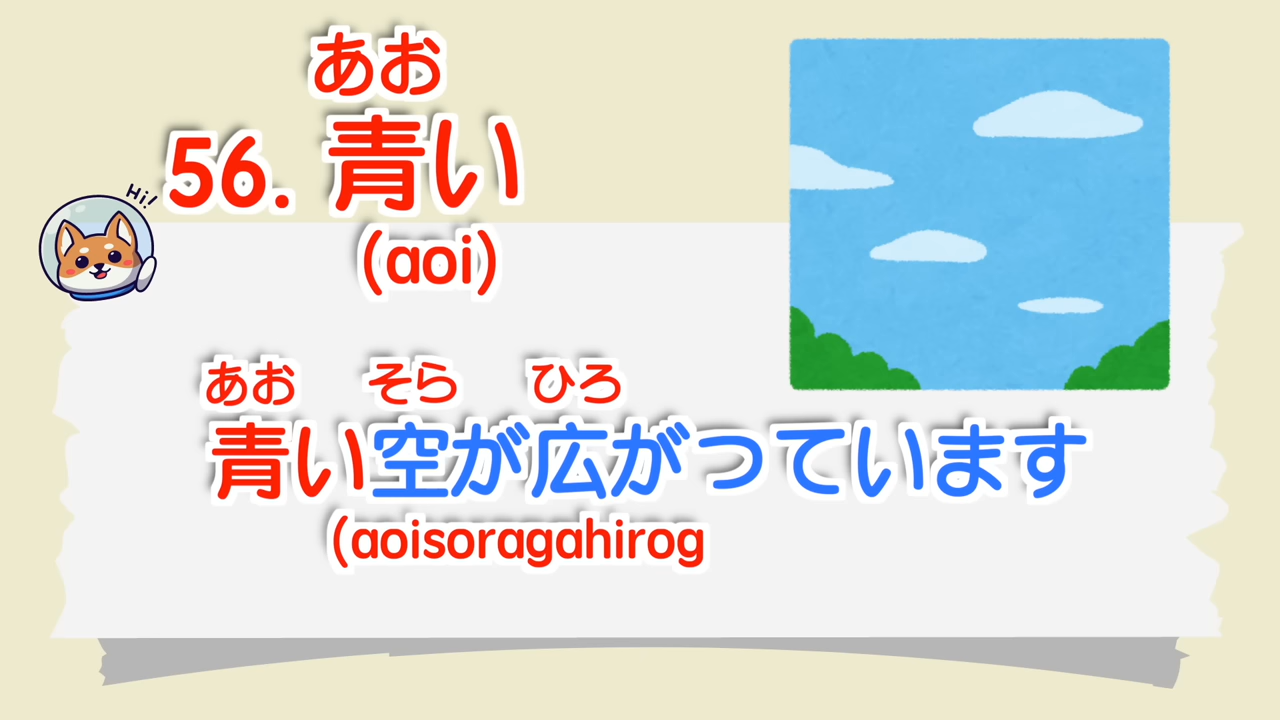 あお
56. 青い
(aoi)
Hi!
あお そら ひろ
青い空が広がっています
(aoisoragahirog